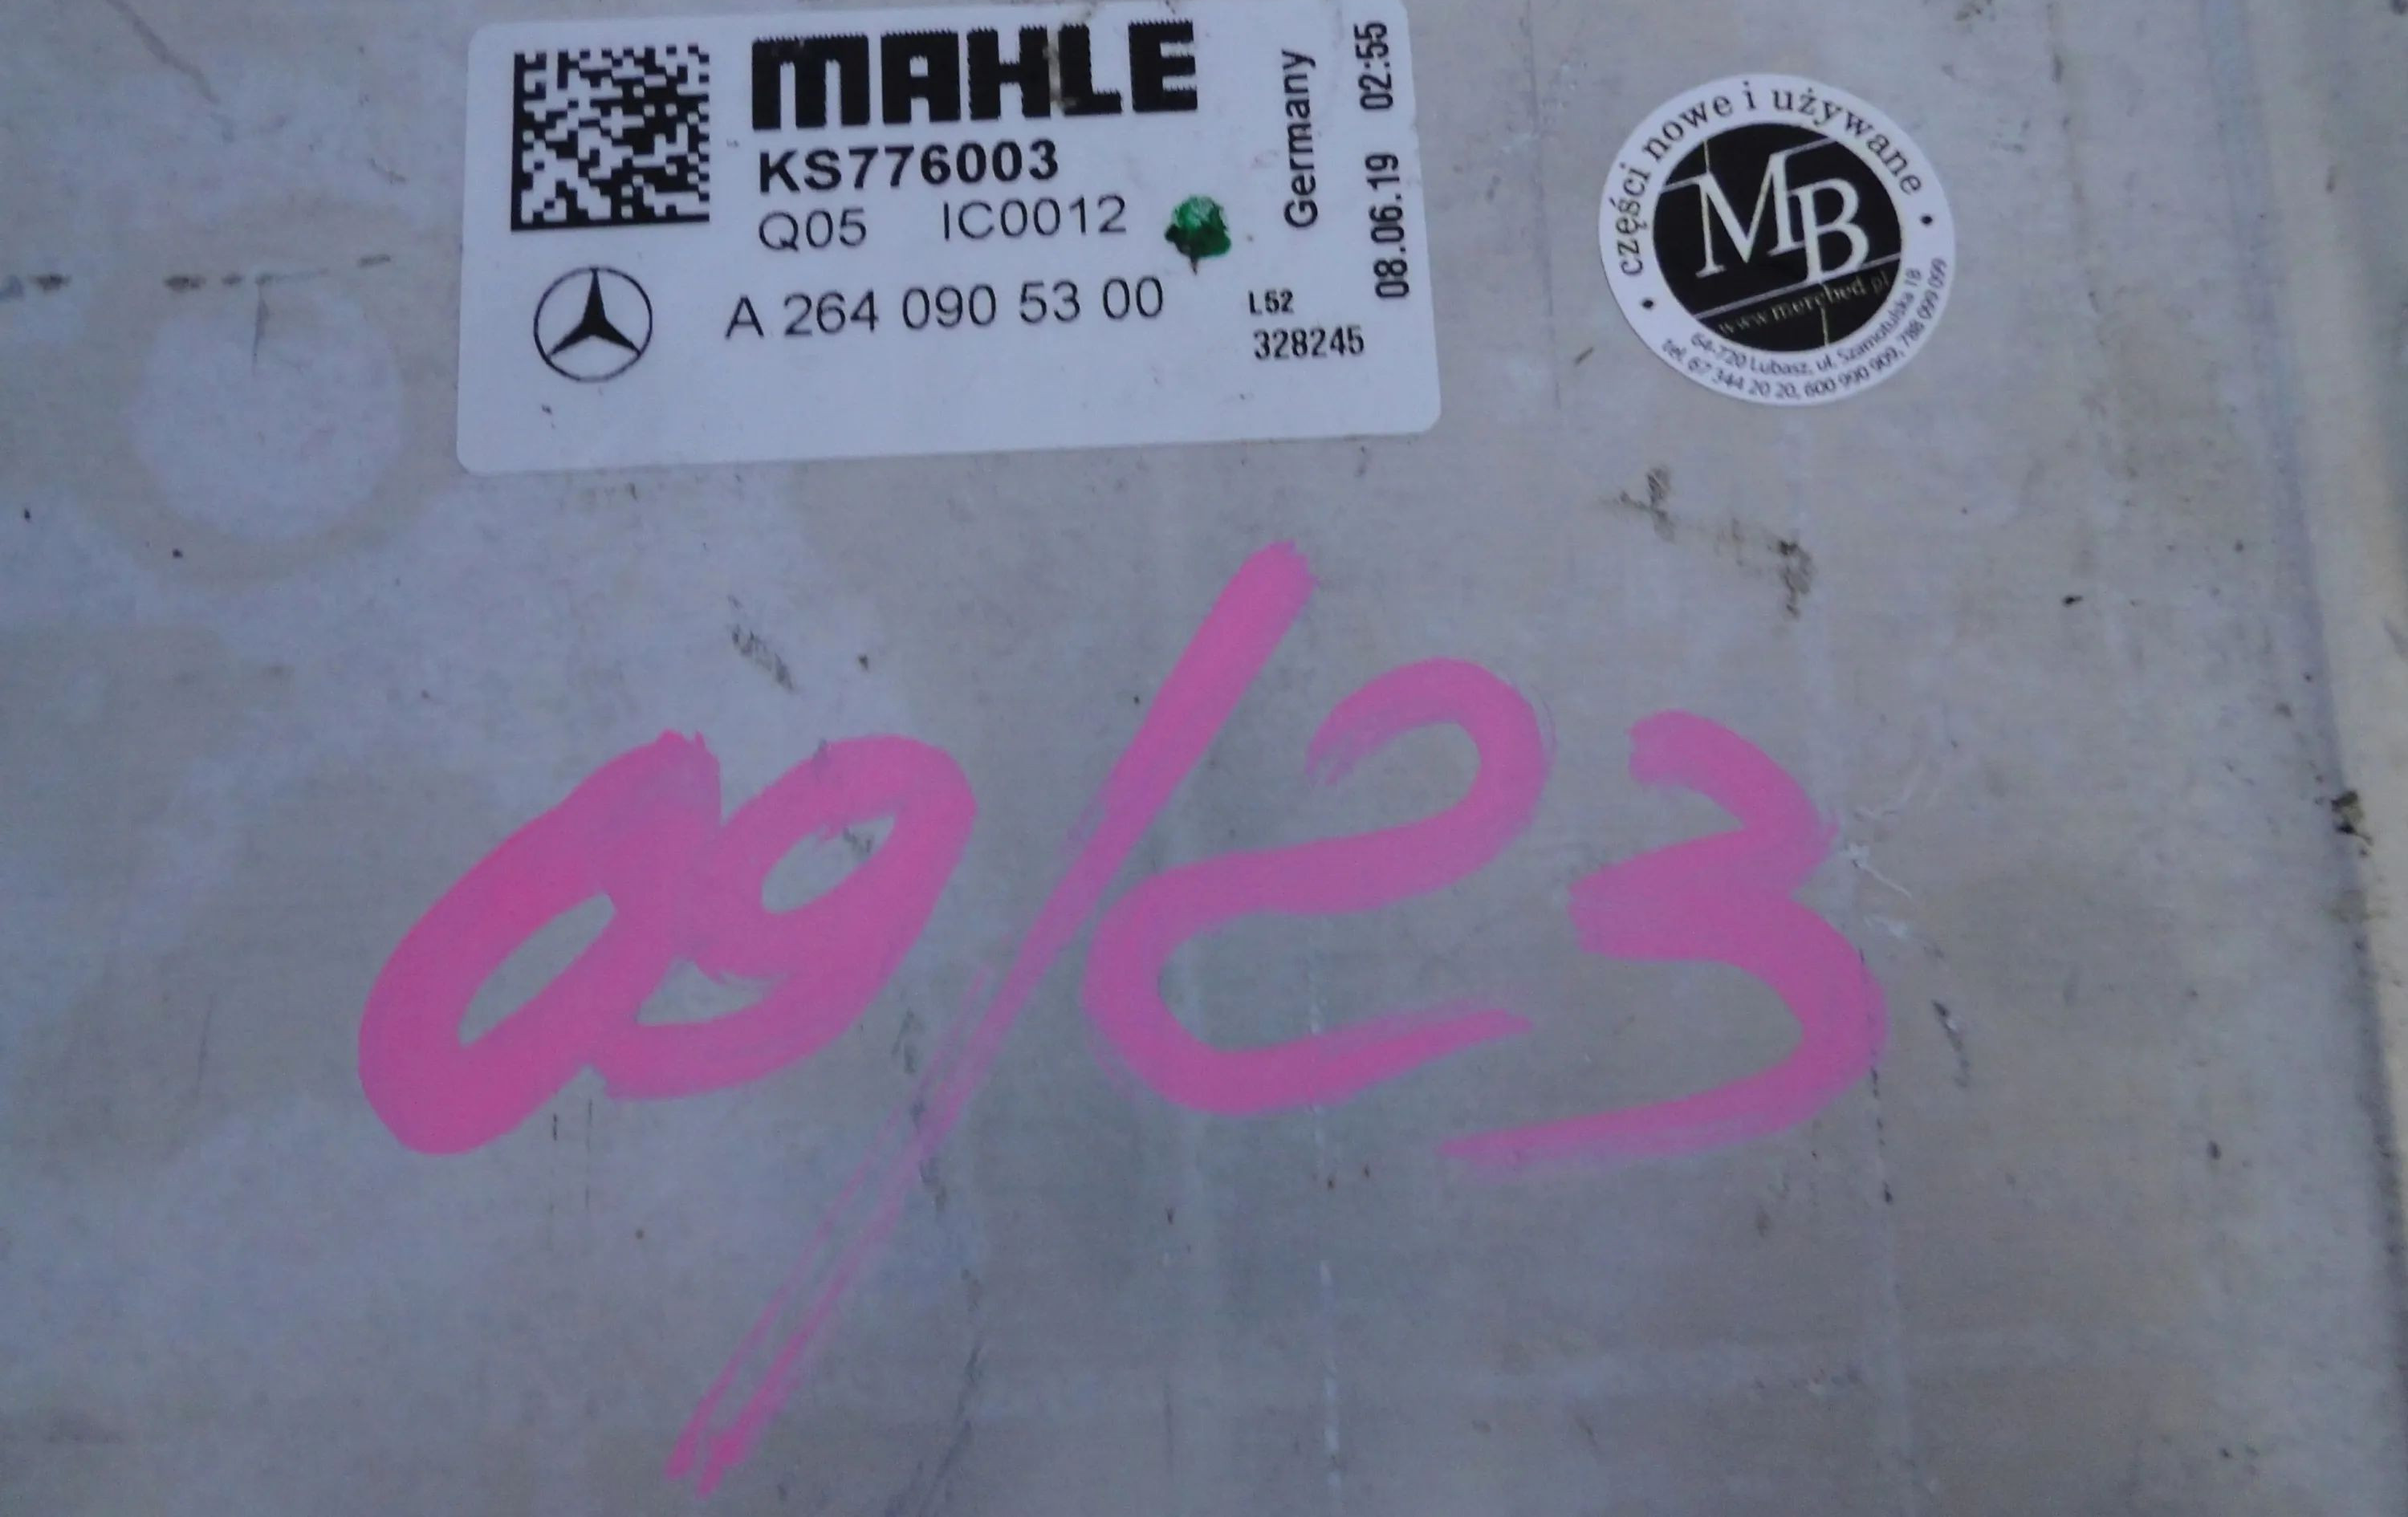 MAHLE
KS776003
Q05 IC0012
A 264 090 53 00
Germany
08.06.19 02:55
L52
328245
• części nowe i używane •
MB
www.mercbed.pl
64-720 Lubasz, ul. Szamotulska 18
tel. 67 344 20 20, 600 990 909, 788 099 099
09/23